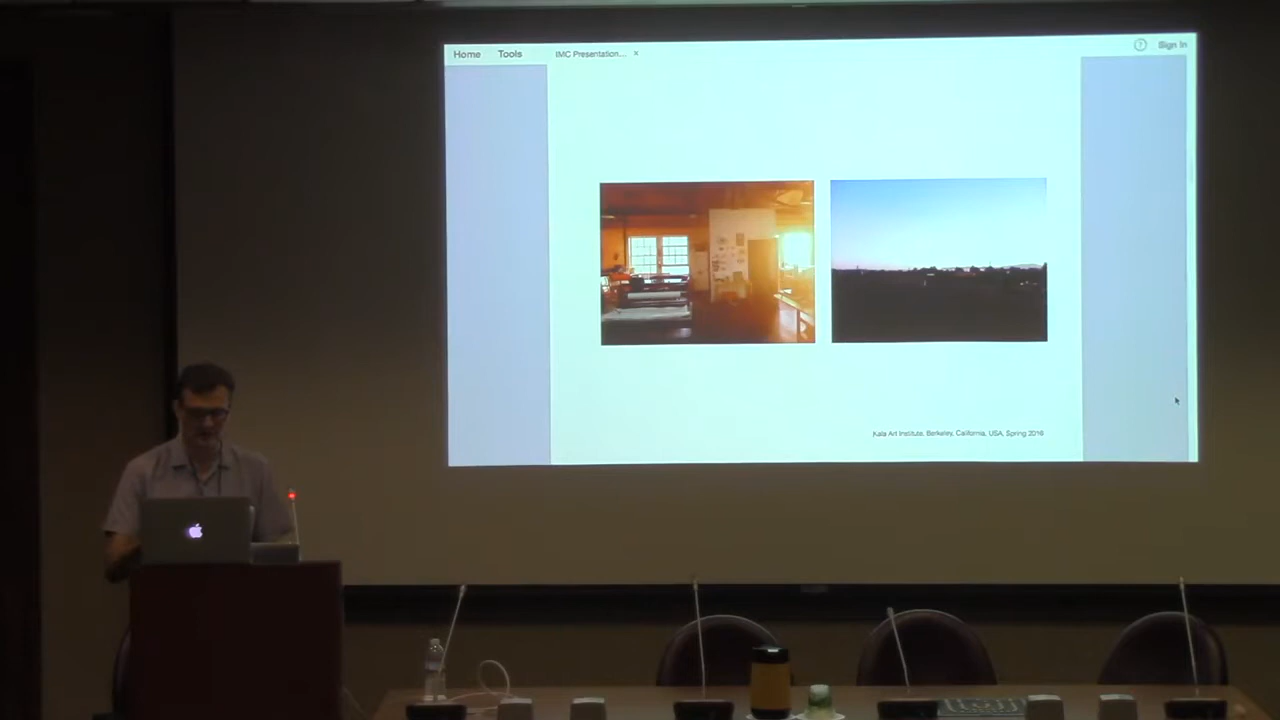 Home Tools IMC Presentation... × ? Sign In
Kala Art Institute, Berkeley, California, USA, Spring 2016